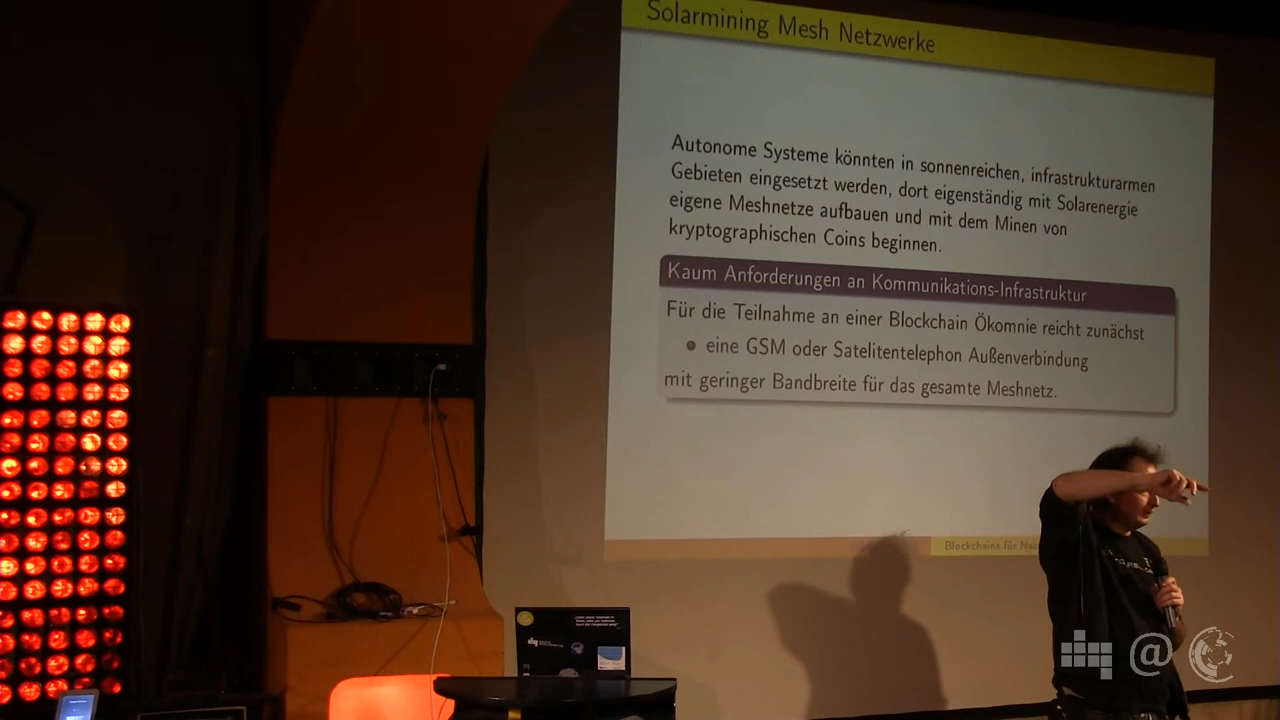 Solarmining Mesh Netzwerke
Autonome Systeme könnten in sonnenreichen, infrastrukturarmen
Gebieten eingesetzt werden, dort eigenständig mit Solarenergie
eigene Meshnetze aufbauen und mit dem Minen von
kryptographischen Coins beginnen.
Kaum Anforderungen an Kommunikations-Infrastruktur
Für die Teilnahme an einer Blockchain Ökomnie reicht zunächst
eine GSM oder Satelitentelephon Außenverbindung
mit geringer Bandbreite für das gesamte Meshnetz.
Blockchains für
@